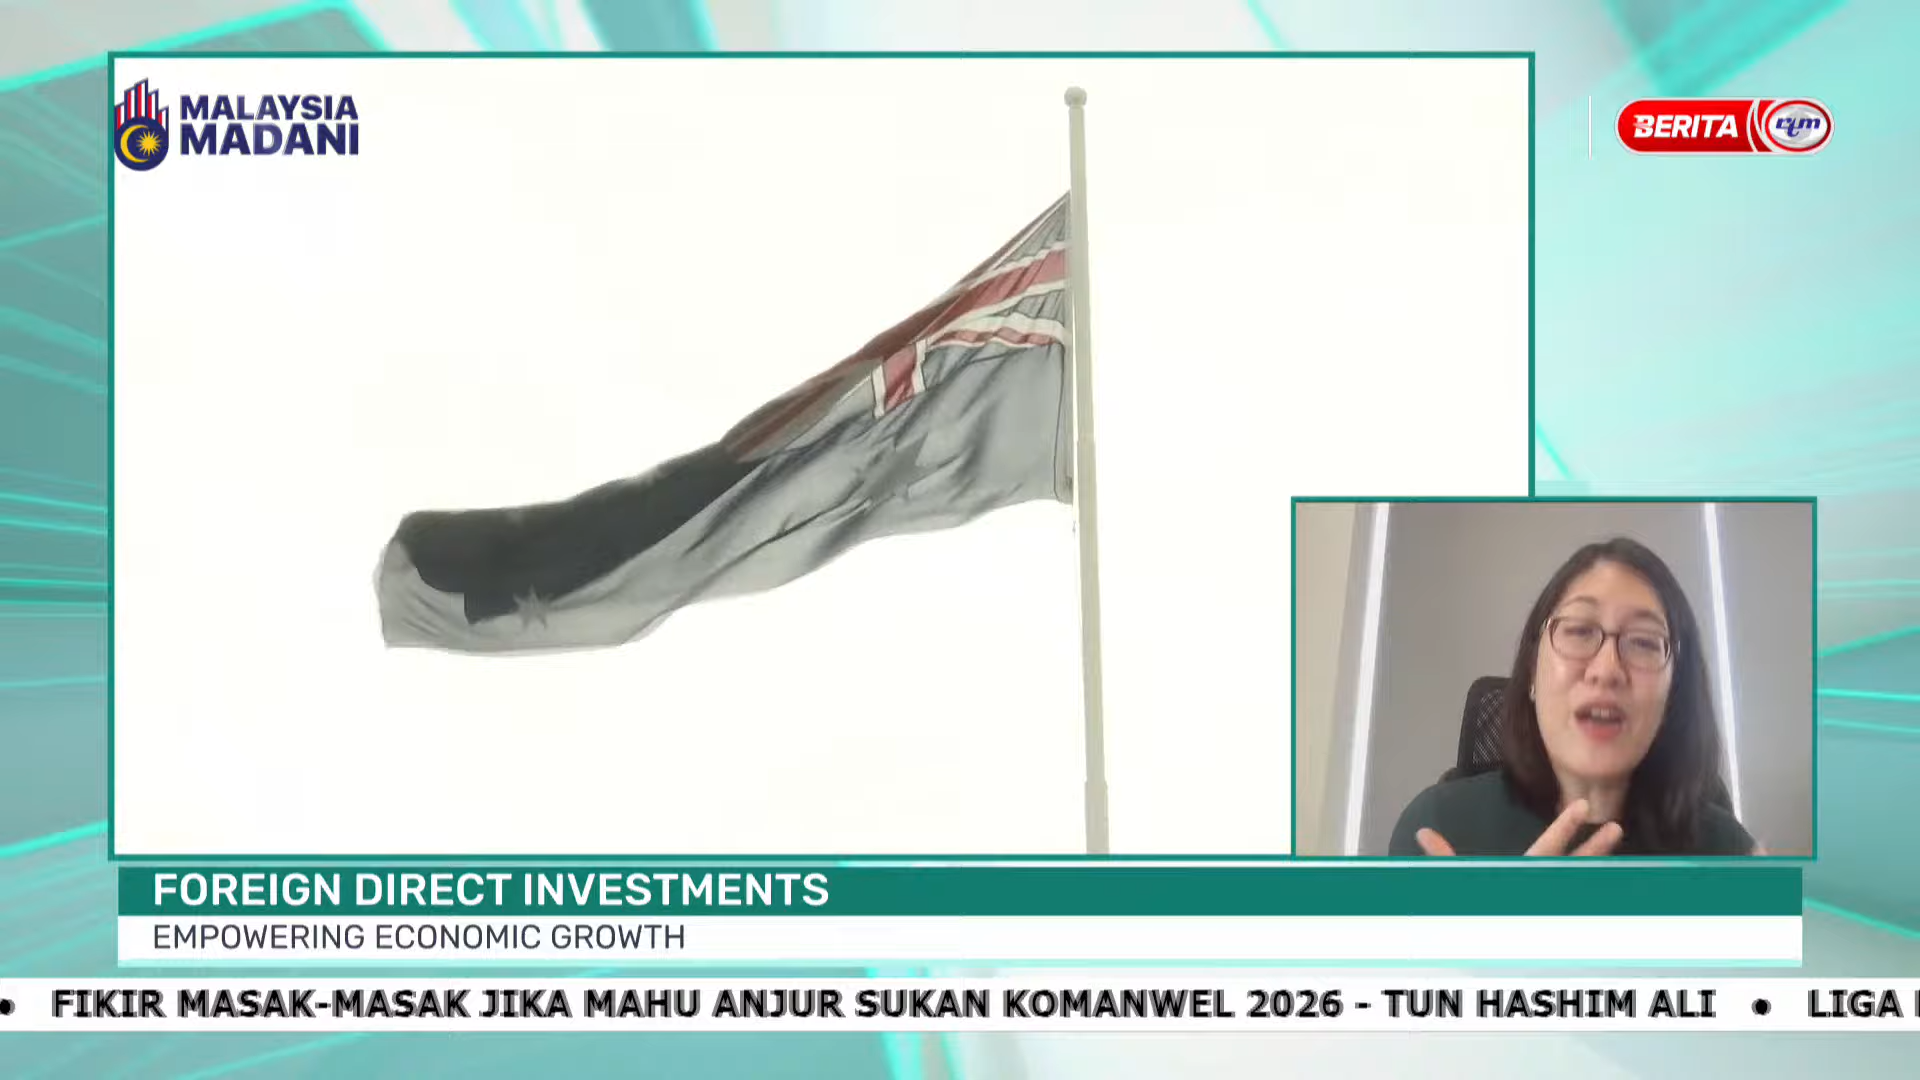 MALAYSIA
MADANI
BERITA rtm
FOREIGN DIRECT INVESTMENTS
EMPOWERING ECONOMIC GROWTH
• FIKIR MASAK-MASAK JIKA MAHU ANJUR SUKAN KOMANWEL 2026 - TUN HASHIM ALI • LIGA